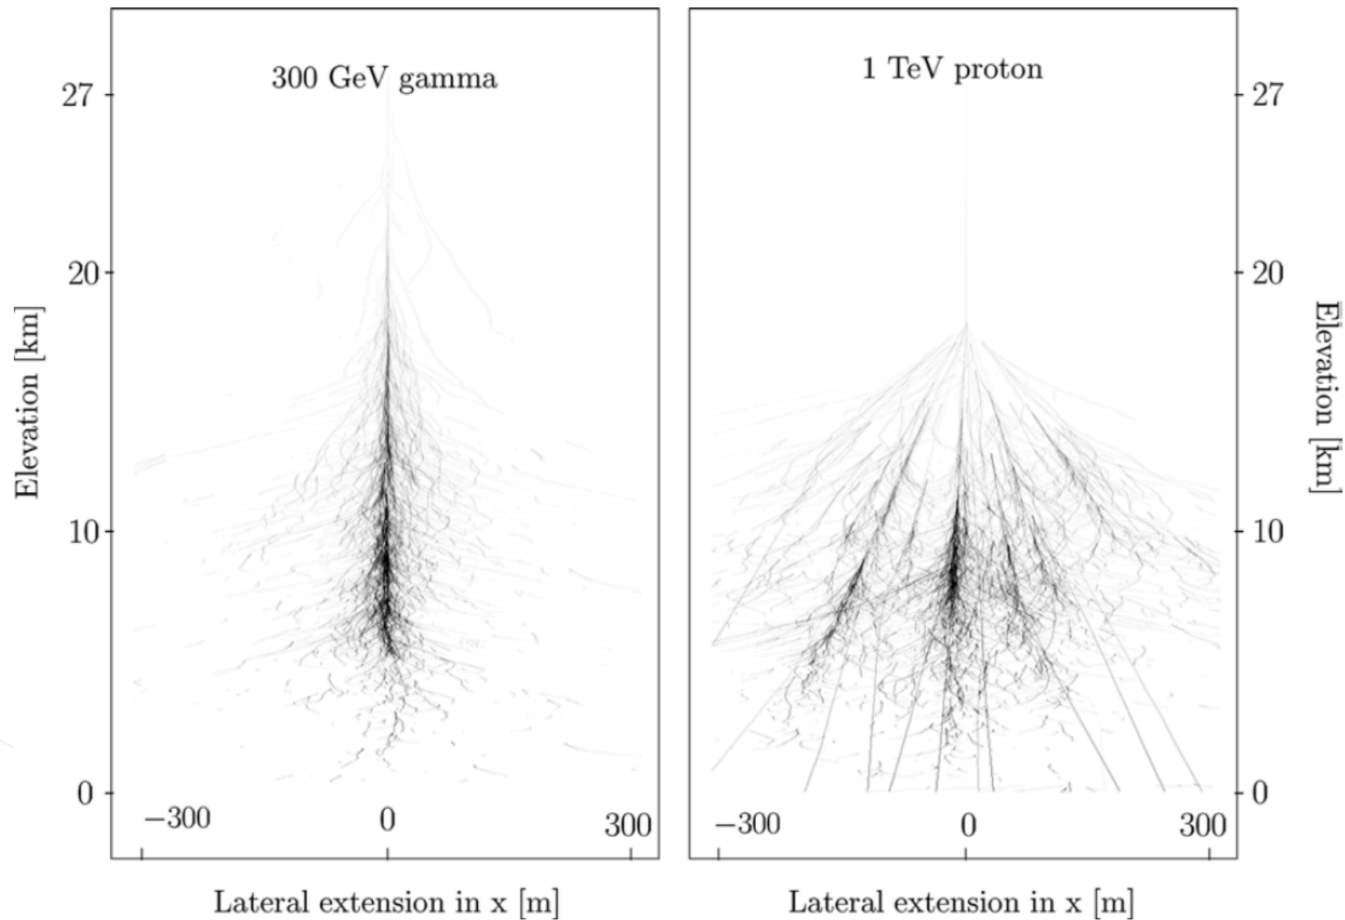 300 GeV gamma
27
20
10
0
Elevation [km]
−300
0
300
Lateral extension in x [m]
1 TeV proton
27
20
10
0
Elevation [km]
−300
0
300
Lateral extension in x [m]